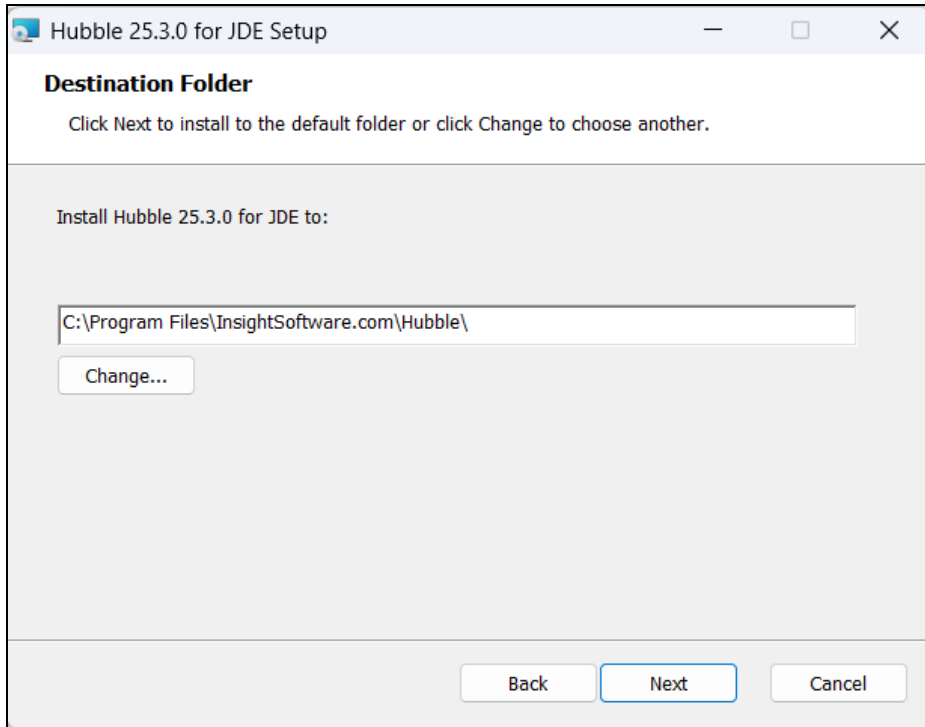 Hubble 25.3.0 for JDE Setup
Destination Folder
Click Next to install to the default folder or click Change to choose another.
Install Hubble 25.3.0 for JDE to:
C:\Program Files\InsightSoftware.com\Hubble\
Change...
Back
Next
Cancel